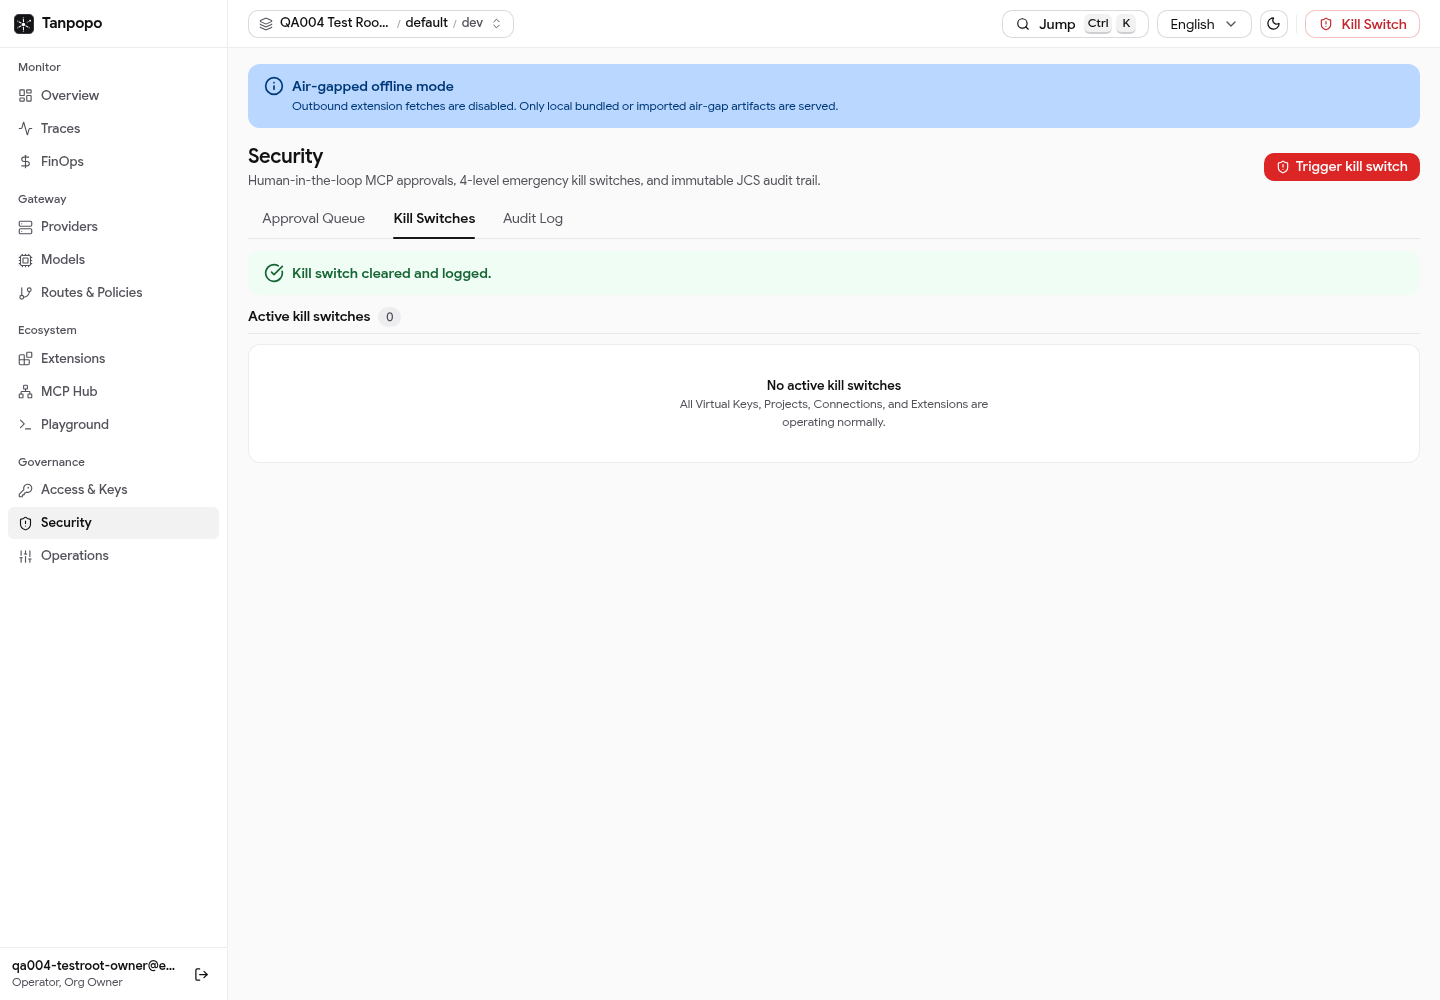 Tanpopo
QA004 Test Roo... / default / dev
Jump Ctrl K
English
Kill Switch
Monitor
Overview
Traces
FinOps
Gateway
Providers
Models
Routes & Policies
Ecosystem
Extensions
MCP Hub
Playground
Governance
Access & Keys
Security
Operations
qa004-testroot-owner@e...
Operator, Org Owner
Air-gapped offline mode
Outbound extension fetches are disabled. Only local bundled or imported air-gap artifacts are served.
Security
Human-in-the-loop MCP approvals, 4-level emergency kill switches, and immutable JCS audit trail.
Trigger kill switch
Approval Queue
Kill Switches
Audit Log
Kill switch cleared and logged.
Active kill switches 0
No active kill switches
All Virtual Keys, Projects, Connections, and Extensions are
operating normally.